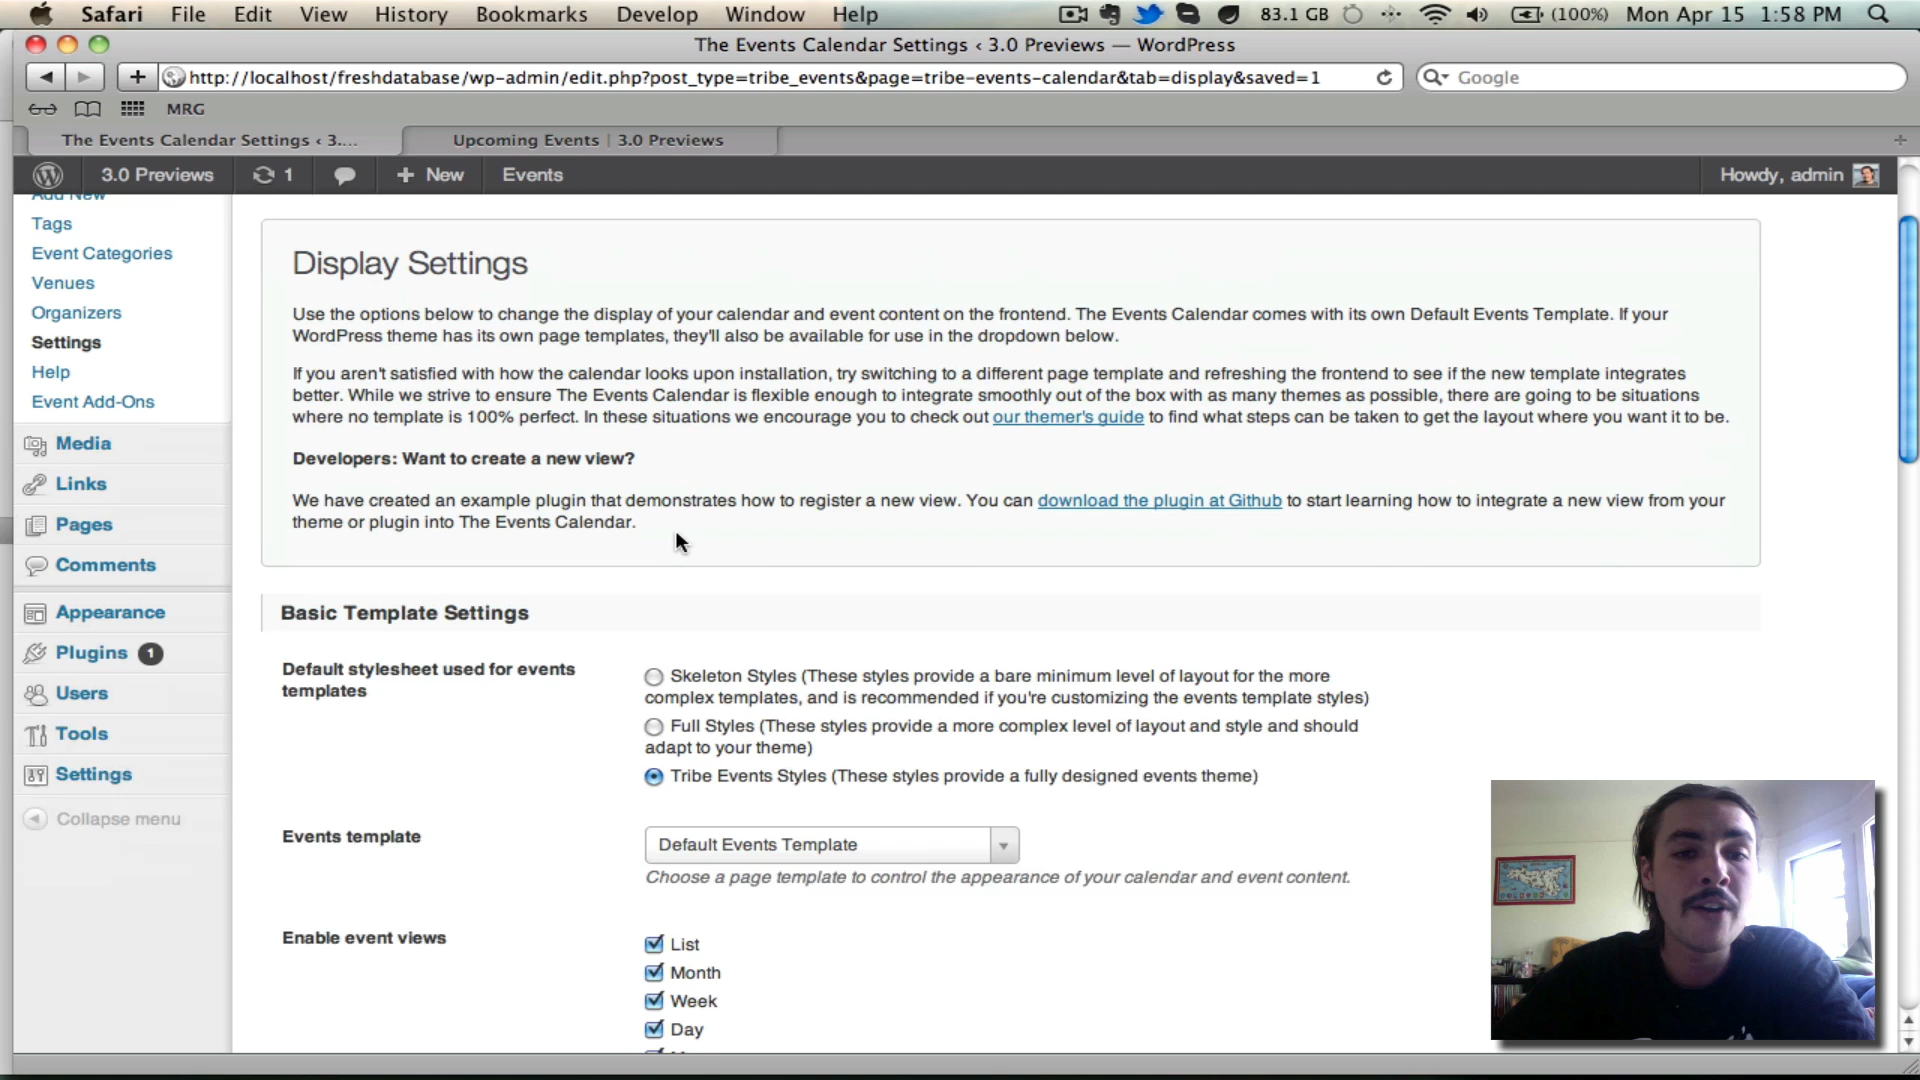 Safari File Edit View History Bookmarks Develop Window Help 83.1 GB (100%) Mon Apr 15 1:58 PM
The Events Calendar Settings ‹ 3.0 Previews — WordPress
http://localhost/freshdatabase/wp-admin/edit.php?post_type=tribe_events&page=tribe-events-calendar&tab=display&saved=1 Google
MRG
The Events Calendar Settings ‹ 3.... Upcoming Events | 3.0 Previews
3.0 Previews 1 + New Events Howdy, admin
Add New
Tags
Event Categories
Venues
Organizers
Settings
Help
Event Add-Ons
Media
Links
Pages
Comments
Appearance
Plugins 1
Users
Tools
Settings
Collapse menu
Display Settings
Use the options below to change the display of your calendar and event content on the frontend. The Events Calendar comes with its own Default Events Template. If your
WordPress theme has its own page templates, they'll also be available for use in the dropdown below.
If you aren't satisfied with how the calendar looks upon installation, try switching to a different page template and refreshing the frontend to see if the new template integrates
better. While we strive to ensure The Events Calendar is flexible enough to integrate smoothly out of the box with as many themes as possible, there are going to be situations
where no template is 100% perfect. In these situations we encourage you to check out our themer's guide to find what steps can be taken to get the layout where you want it to be.
Developers: Want to create a new view?
We have created an example plugin that demonstrates how to register a new view. You can download the plugin at Github to start learning how to integrate a new view from your
theme or plugin into The Events Calendar.
Basic Template Settings
Default stylesheet used for events
templates
Skeleton Styles (These styles provide a bare minimum level of layout for the more
complex templates, and is recommended if you're customizing the events template styles)
Full Styles (These styles provide a more complex level of layout and style and should
adapt to your theme)
Tribe Events Styles (These styles provide a fully designed events theme)
Events template
Default Events Template
Choose a page template to control the appearance of your calendar and event content.
Enable event views
List
Month
Week
Day